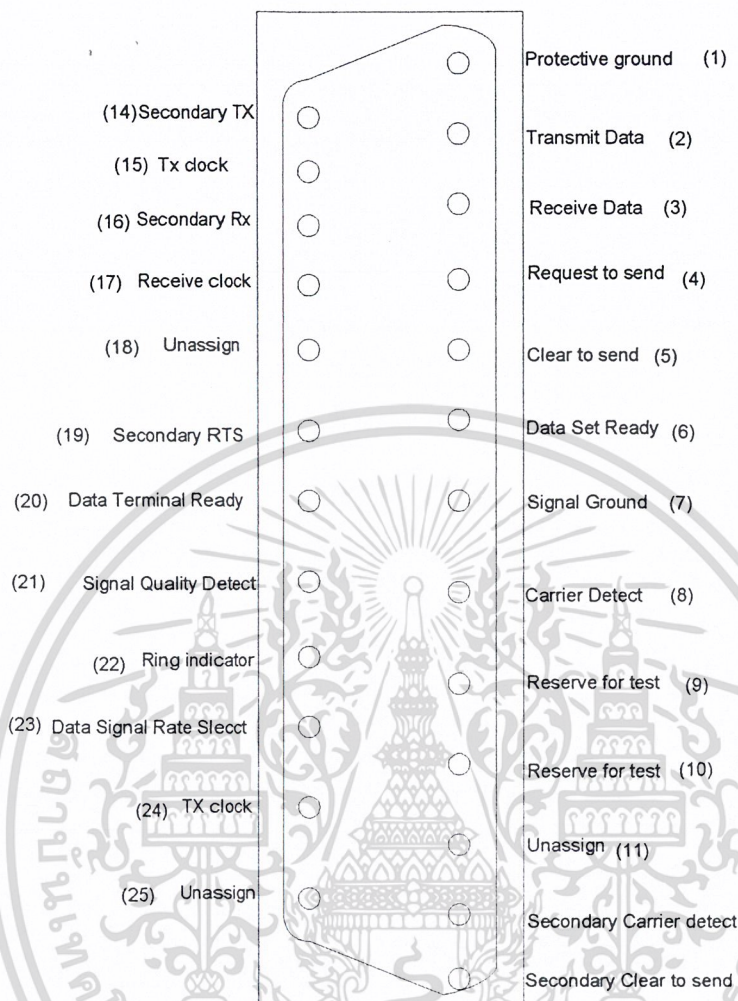 Protective ground (1)
(14)Secondary TX
Transmit Data (2)
(15) Tx clock
Receive Data (3)
(16) Secondary Rx
Request to send (4)
(17) Receive clock
(18) Unassign
Clear to send (5)
(19) Secondary RTS
Data Set Ready (6)
(20) Data Terminal Ready
Signal Ground (7)
(21) Signal Quality Detect
Carrier Detect (8)
(22) Ring indicator
Reserve for test (9)
(23) Data Signal Rate Slecct
Reserve for test (10)
(24) TX clock
Unassign (11)
(25) Unassign
Secondary Carrier detect
Secondary Clear to send